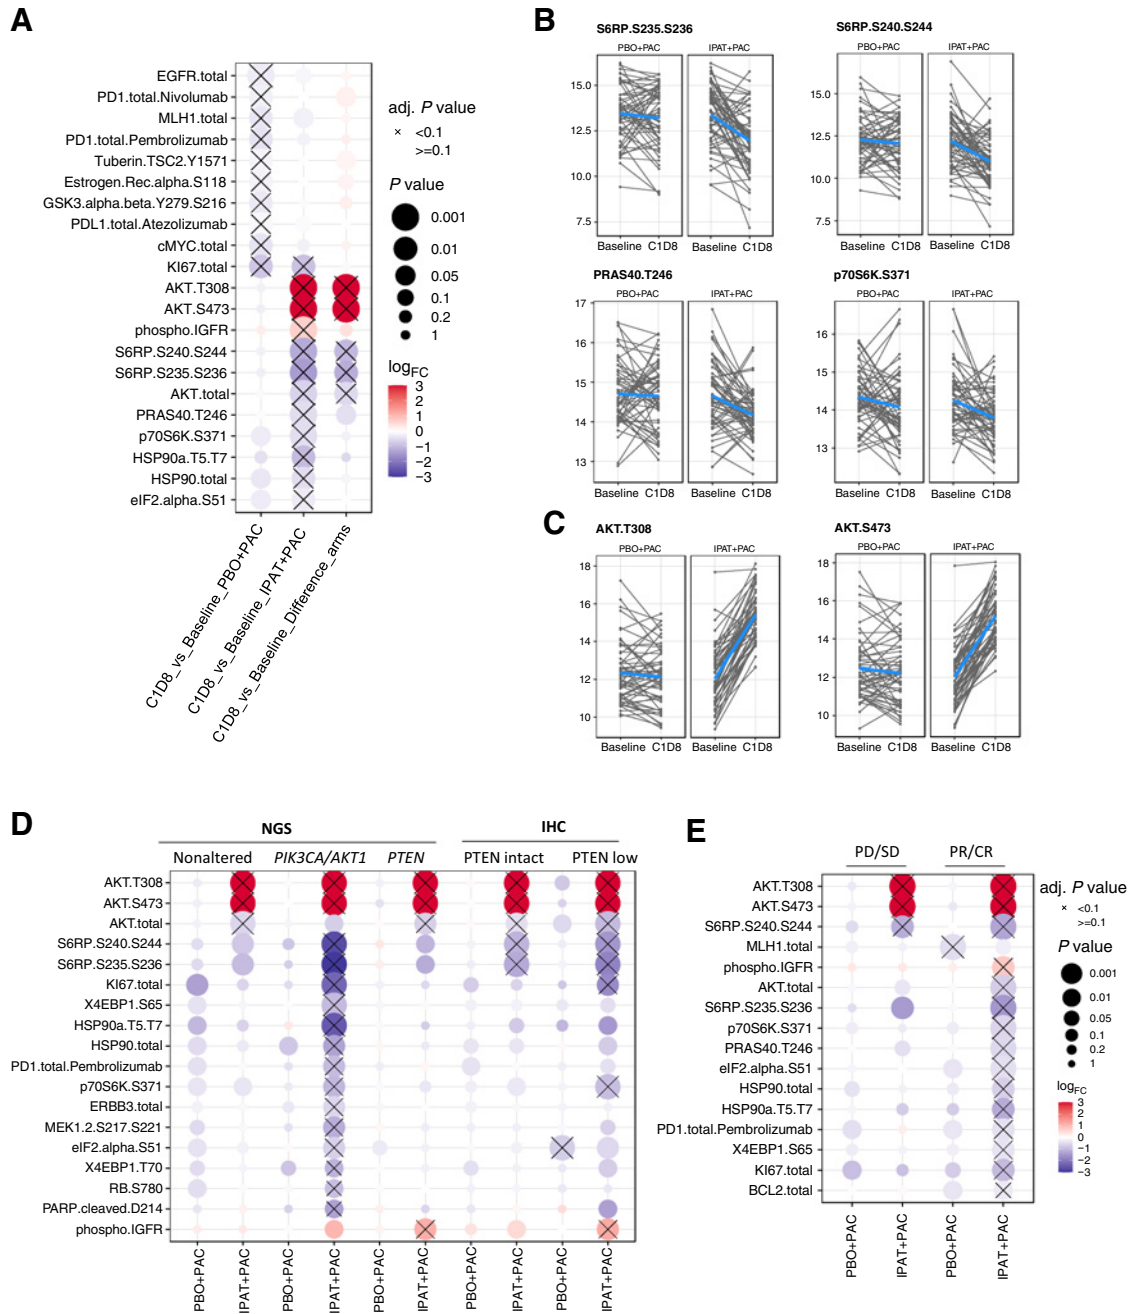 A
EGFR.total
PD1.total.Nivolumab
MLH1.total
PD1.total.Pembrolizumab
Tuberin.TSC2.Y1571
Estrogen.Rec.alpha.S118
GSK3.alpha.beta.Y279.S216
PDL1.total.Atezolizumab
cMYC.total
KI67.total
AKT.T308
AKT.S473
phospho.IGFR
S6RP.S240.S244
S6RP.S235.S236
AKT.total
PRAS40.T246
p70S6K.S371
HSP90a.T5.T7
HSP90.total
eIF2.alpha.S51
C1D8_vs_Baseline_PBO+PAC
C1D8_vs_Baseline_IPAT+PAC
C1D8_vs_Baseline_Difference_arms
adj. P value
× <0.1
>=0.1
P value
0.001
0.01
0.05
0.1
0.2
1
logFC
3
2
1
0
−1
−2
−3
B
S6RP.S235.S236
PBO+PAC IPAT+PAC
15.0
12.5
10.0
7.5
Baseline C1D8 Baseline C1D8
S6RP.S240.S244
PBO+PAC IPAT+PAC
15.0
12.5
10.0
7.5
Baseline C1D8 Baseline C1D8
PRAS40.T246
PBO+PAC IPAT+PAC
17
16
15
14
13
Baseline C1D8 Baseline C1D8
p70S6K.S371
PBO+PAC IPAT+PAC
16
15
14
13
Baseline C1D8 Baseline C1D8
C
AKT.T308
PBO+PAC IPAT+PAC
18
16
14
12
10
Baseline C1D8 Baseline C1D8
AKT.S473
PBO+PAC IPAT+PAC
18
16
14
12
10
Baseline C1D8 Baseline C1D8
D
NGS IHC
Nonaltered PIK3CA/AKT1 PTEN PTEN intact PTEN low
AKT.T308
AKT.S473
AKT.total
S6RP.S240.S244
S6RP.S235.S236
KI67.total
X4EBP1.S65
HSP90a.T5.T7
HSP90.total
PD1.total.Pembrolizumab
p70S6K.S371
ERBB3.total
MEK1.2.S217.S221
eIF2.alpha.S51
X4EBP1.T70
RB.S780
PARP.cleaved.D214
phospho.IGFR
PBO+PAC
IPAT+PAC
PBO+PAC
IPAT+PAC
PBO+PAC
IPAT+PAC
PBO+PAC
IPAT+PAC
PBO+PAC
IPAT+PAC
E
PD/SD PR/CR
AKT.T308
AKT.S473
S6RP.S240.S244
MLH1.total
phospho.IGFR
AKT.total
S6RP.S235.S236
p70S6K.S371
PRAS40.T246
eIF2.alpha.S51
HSP90.total
HSP90a.T5.T7
PD1.total.Pembrolizumab
X4EBP1.S65
KI67.total
BCL2.total
PBO+PAC
IPAT+PAC
PBO+PAC
IPAT+PAC
adj. P value
× <0.1
>=0.1
P value
0.001
0.01
0.05
0.1
0.2
1
logFC
3
2
1
0
−1
−2
−3